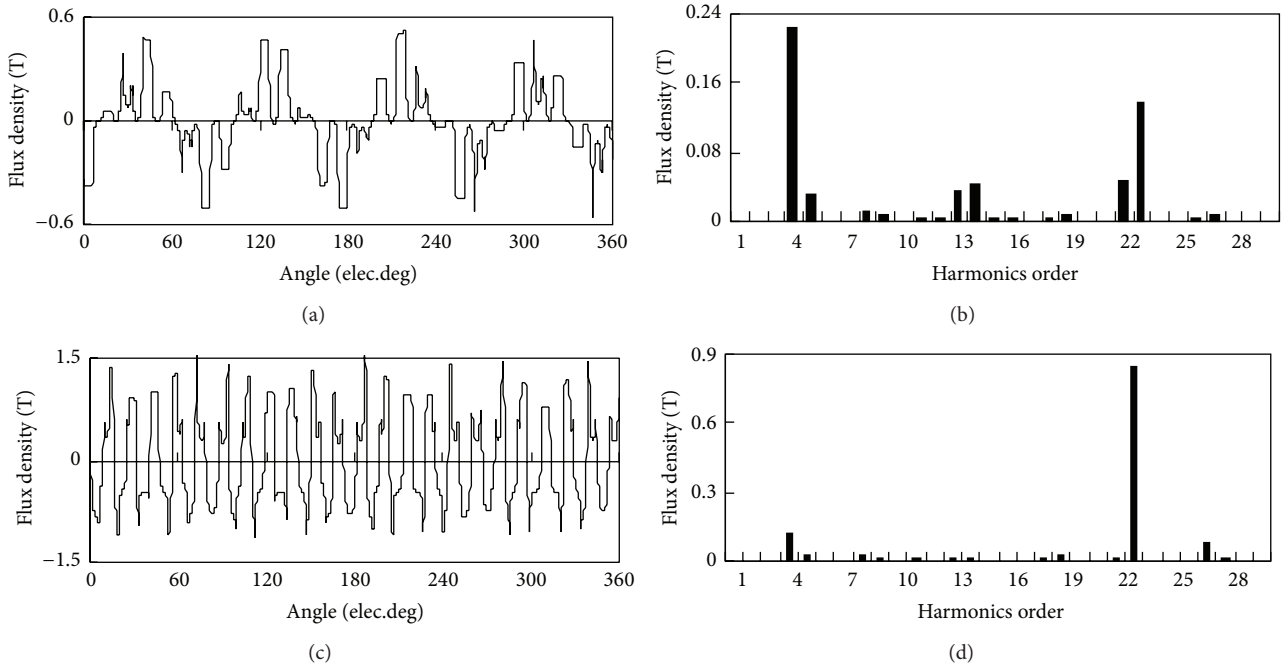 Flux density (T)
0.6
0
−0.6
0 60 120 180 240 300 360
Angle (elec.deg)
(a)
Flux density (T)
0.24
0.16
0.08
0
1 4 7 10 13 16 19 22 25 28
Harmonics order
(b)
Flux density (T)
1.5
0
−1.5
0 60 120 180 240 300 360
Angle (elec.deg)
(c)
Flux density (T)
0.9
0.6
0.3
0
1 4 7 10 13 16 19 22 25 28
Harmonics order
(d)